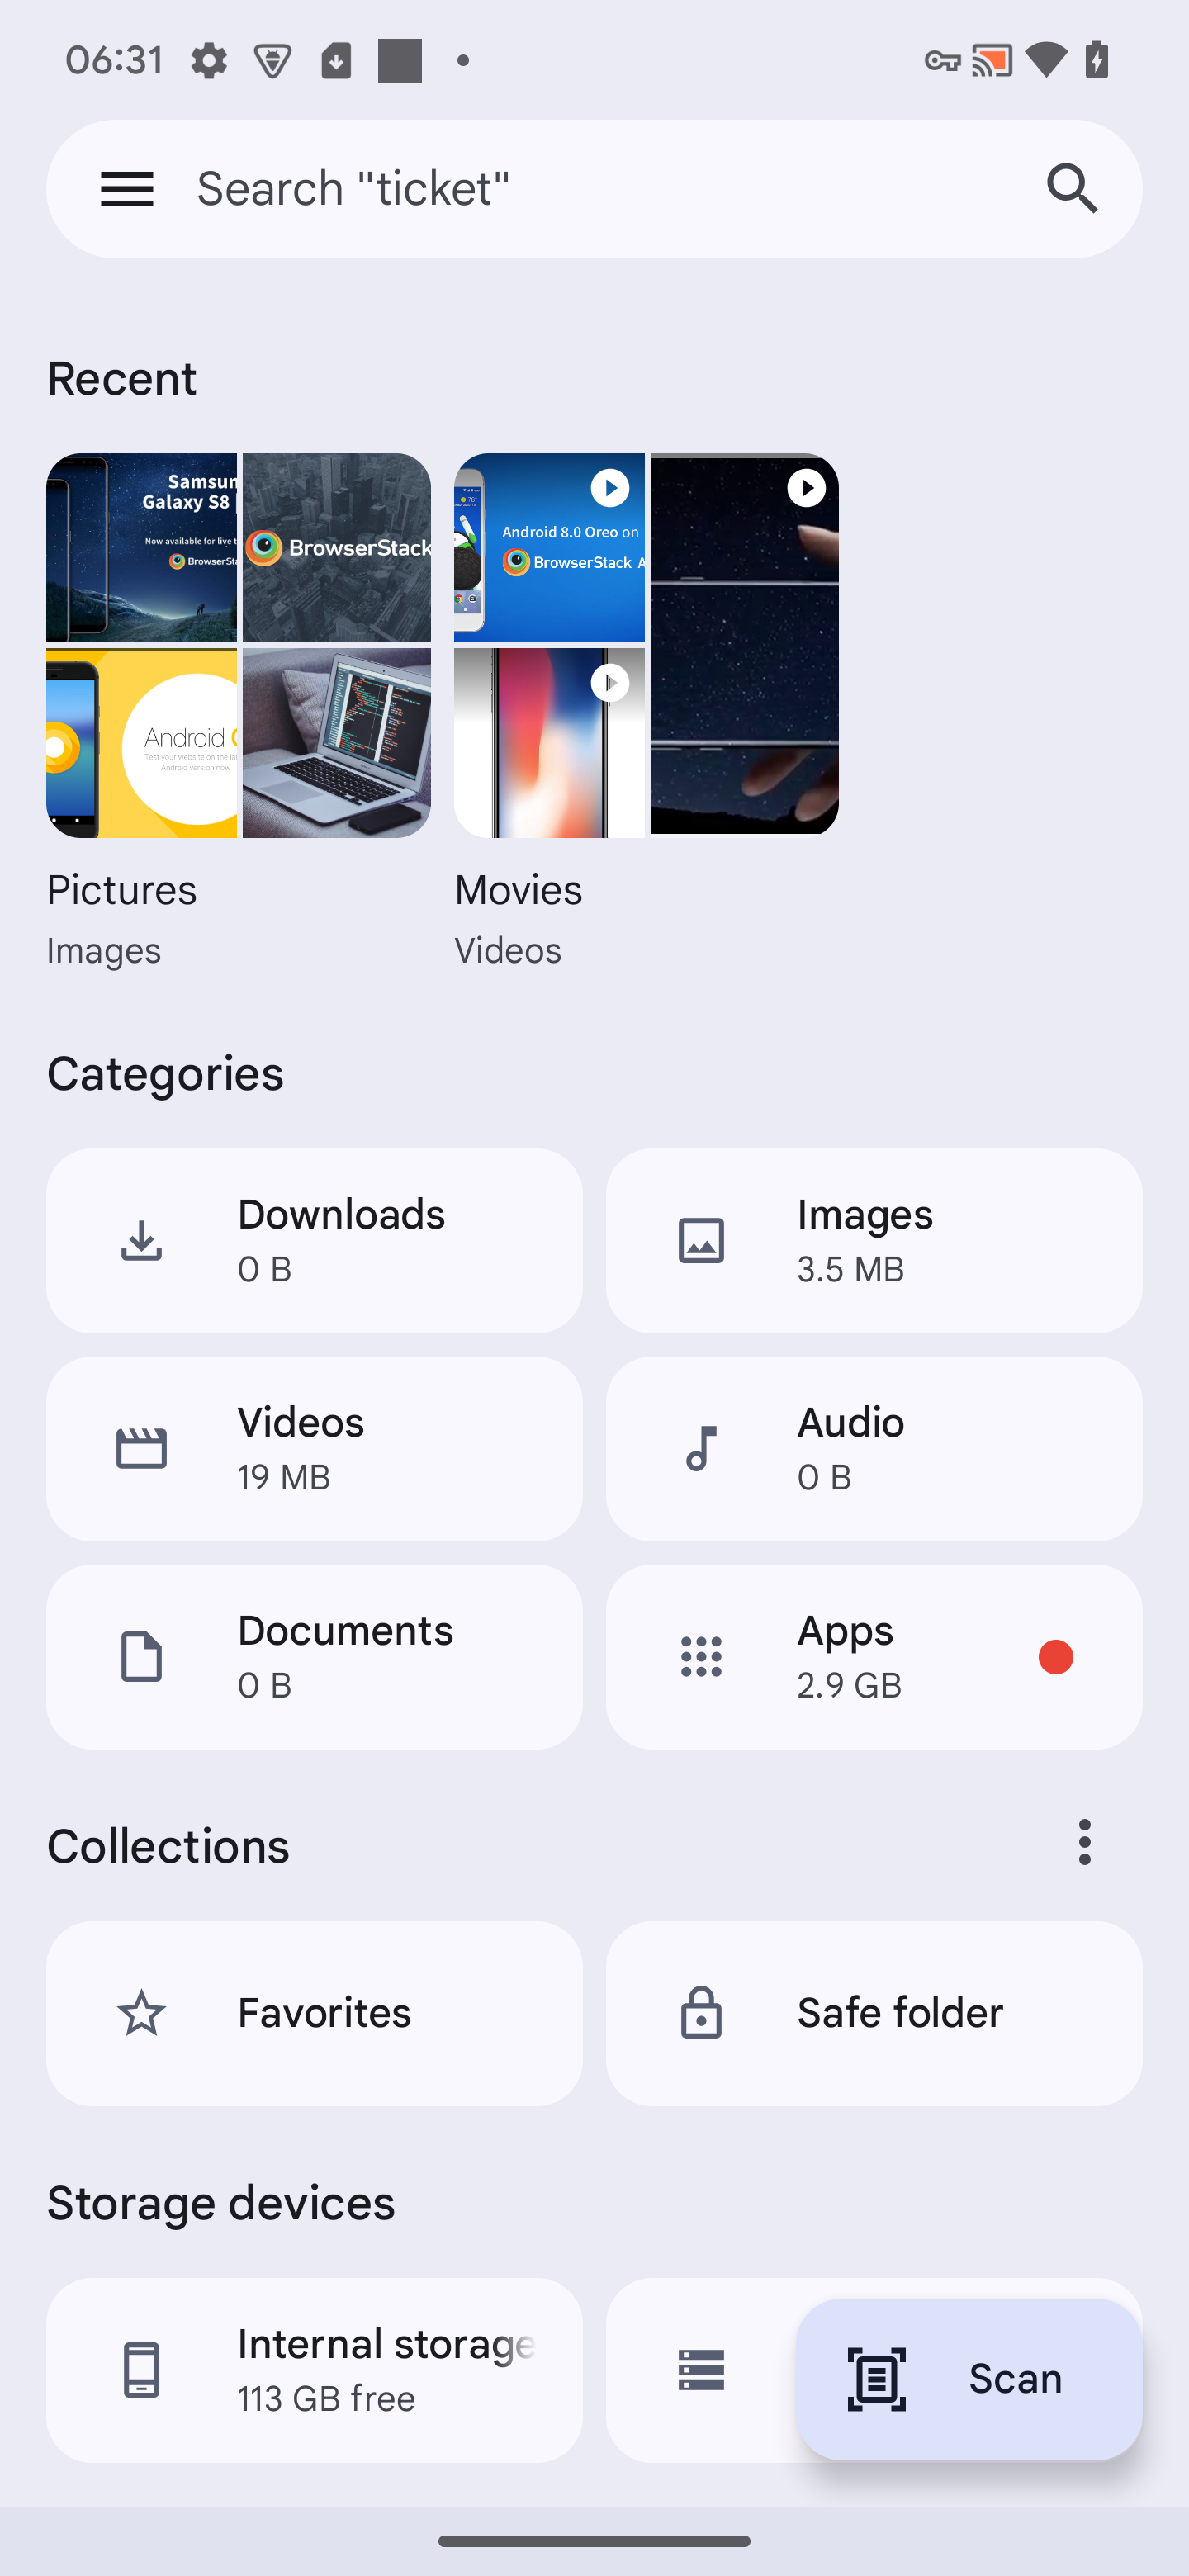 06:31
Search "ticket"
Recent
Samsun
Galaxy S8
Now available for live t
BrowserSta
BrowserStack
Android 8.0 Oreo on
BrowserStack A
Android
Test your website on the la
Android version now
Pictures
Images
Movies
Videos
Categories
Downloads
0 B
Images
3.5 MB
Videos
19 MB
Audio
0 B
Documents
0 B
Apps
2.9 GB
Collections
Favorites
Safe folder
Storage devices
Internal storage
113 GB free
Scan